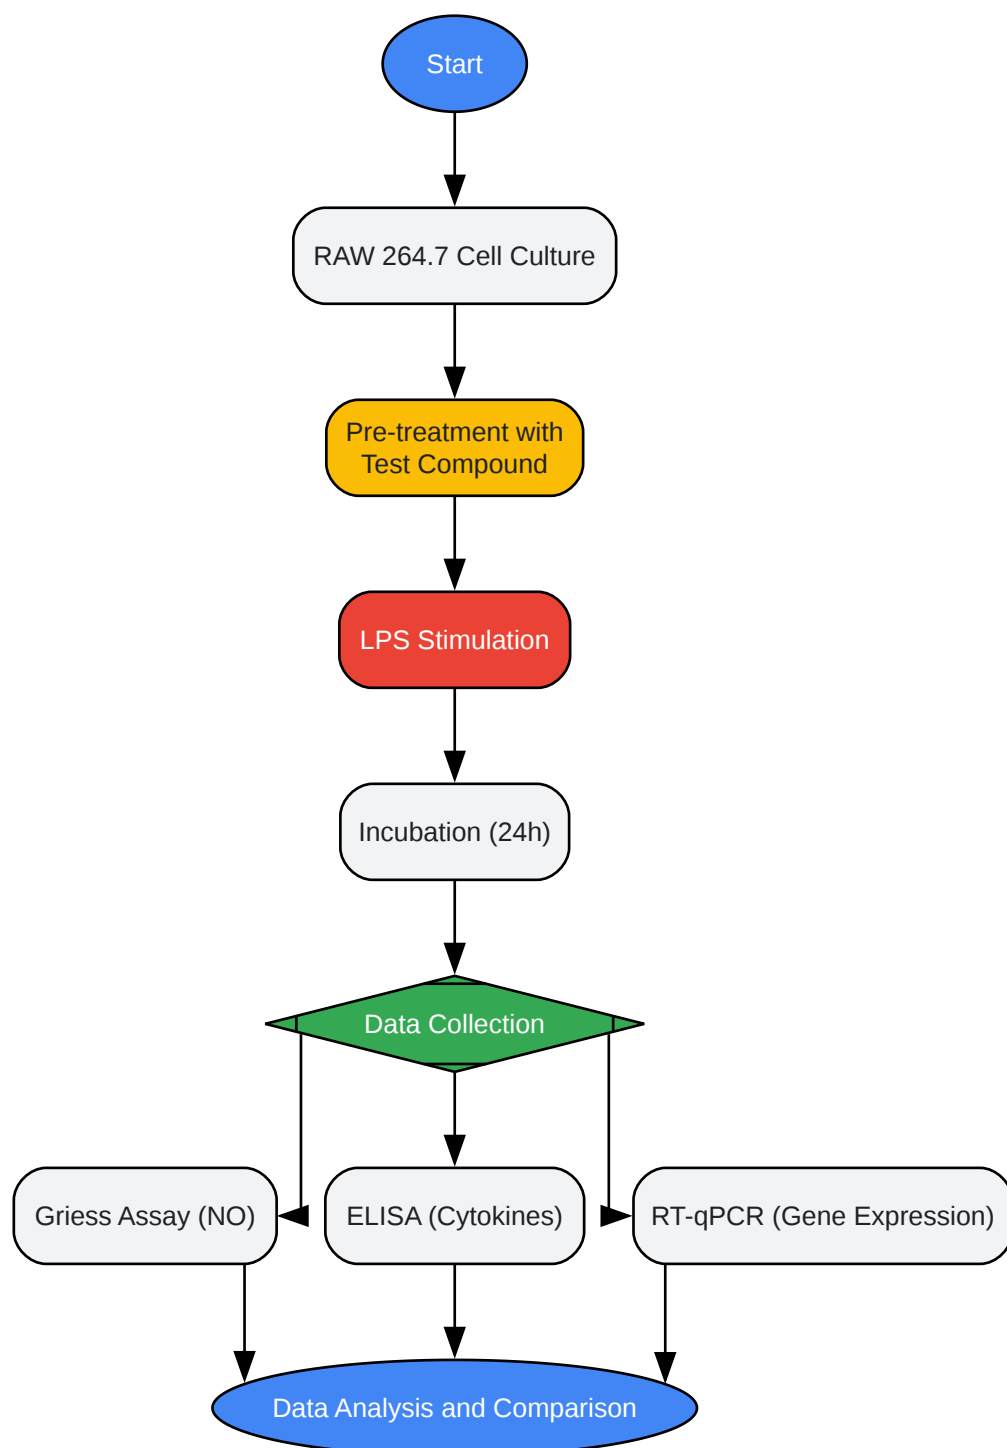 Start
RAW 264.7 Cell Culture
Pre-treatment with
Test Compound
LPS Stimulation
Incubation (24h)
Data Collection
Griess Assay (NO)
ELISA (Cytokines)
RT-qPCR (Gene Expression)
Data Analysis and Comparison